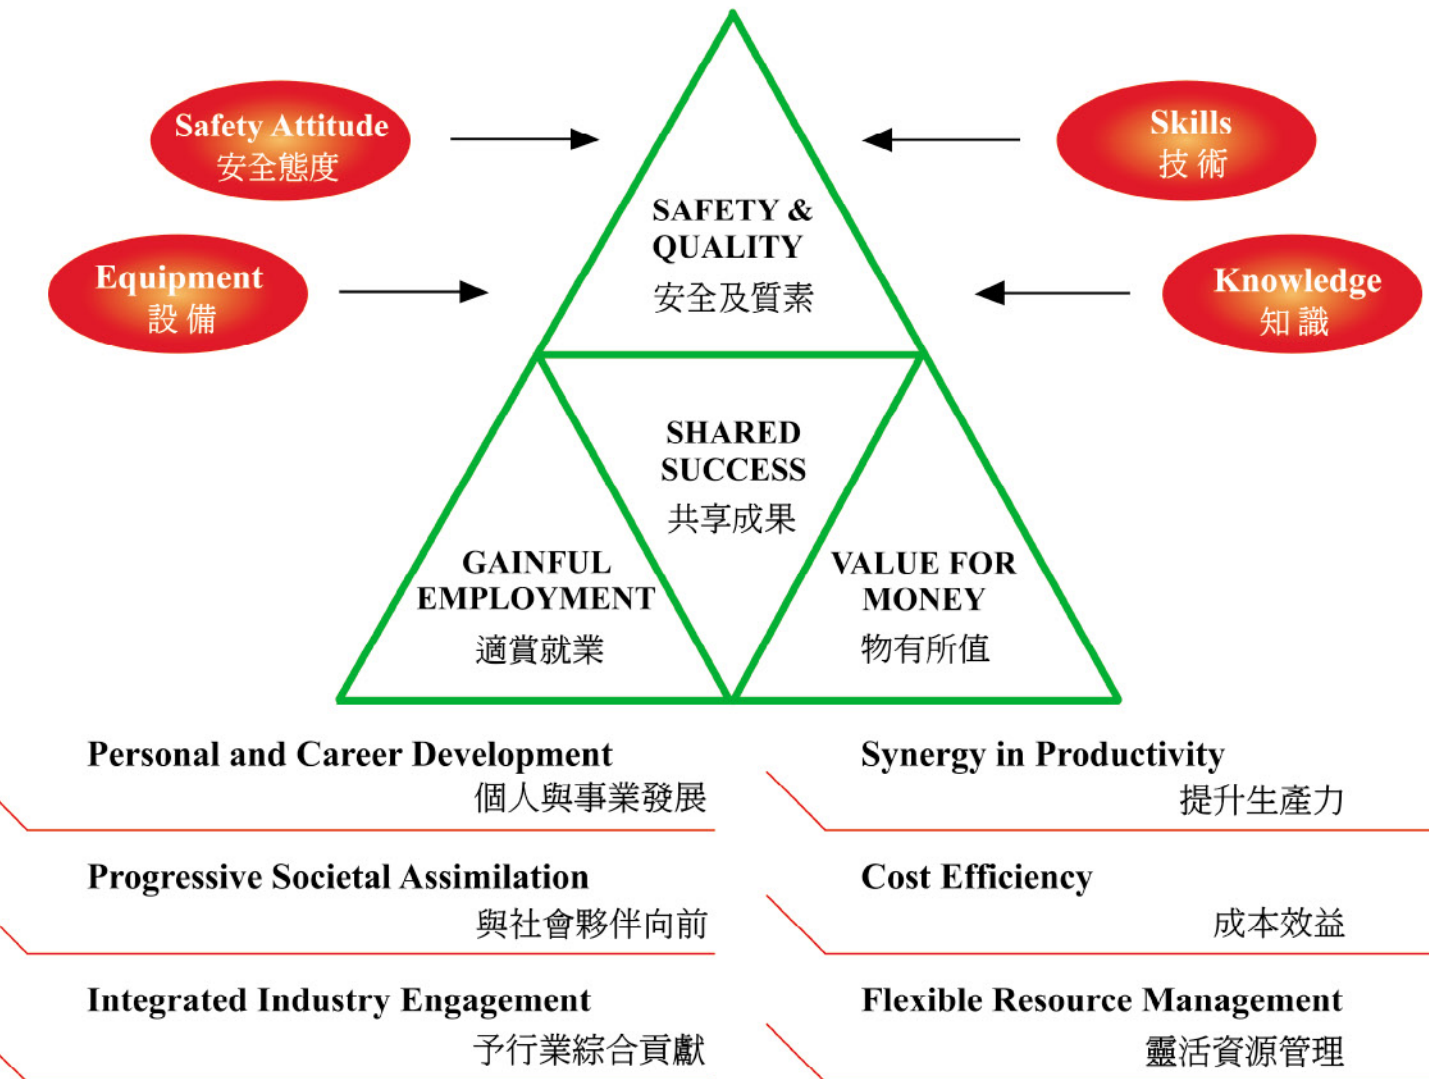 Safety Attitude
安全態度
Skills
技術
Equipment
設備
Knowledge
知識
SAFETY &
QUALITY
安全及質素
SHARED
SUCCESS
共享成果
GAINFUL
EMPLOYMENT
適賞就業
VALUE FOR
MONEY
物有所值
Personal and Career Development
個人與事業發展
Progressive Societal Assimilation
與社會夥伴向前
Integrated Industry Engagement
予行業綜合貢獻
Synergy in Productivity
提升生產力
Cost Efficiency
成本效益
Flexible Resource Management
靈活資源管理